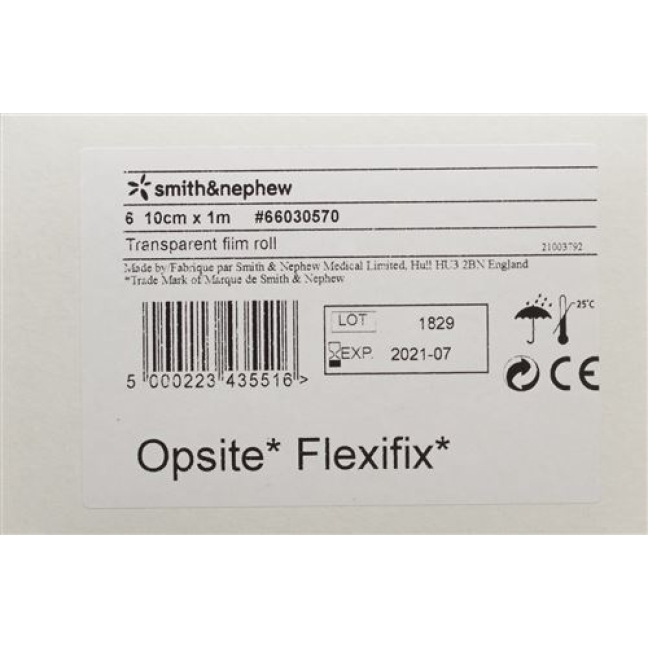 smith&nephew
6 10cm x 1m #66030570
Transparent film roll 21003792
Made by/Fabrique par Smith & Nephew Medical Limited, Hull HU3 2BN England
*Trade Mark of/Marque de Smith & Nephew
LOT 1829
EXP. 2021-07
25°C
5 000223 435516 >
CE
Opsite* Flexifix*